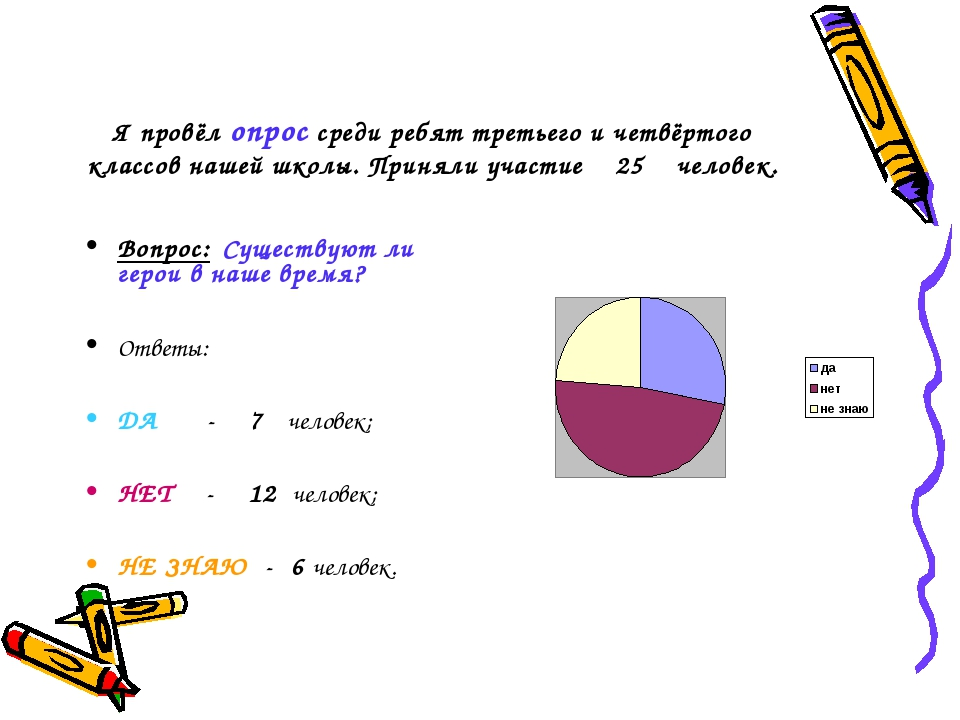 Я провёл опрос среди ребят третьего и четвёртого
классов нашей школы. Приняли участие 25 человек.
• Вопрос: Существуют ли
герои в наше время?
• Ответы:
• ДА - 7 человек;
• НЕТ - 12 человек;
• НЕ ЗНАЮ - 6 человек.
да
нет
не знаю